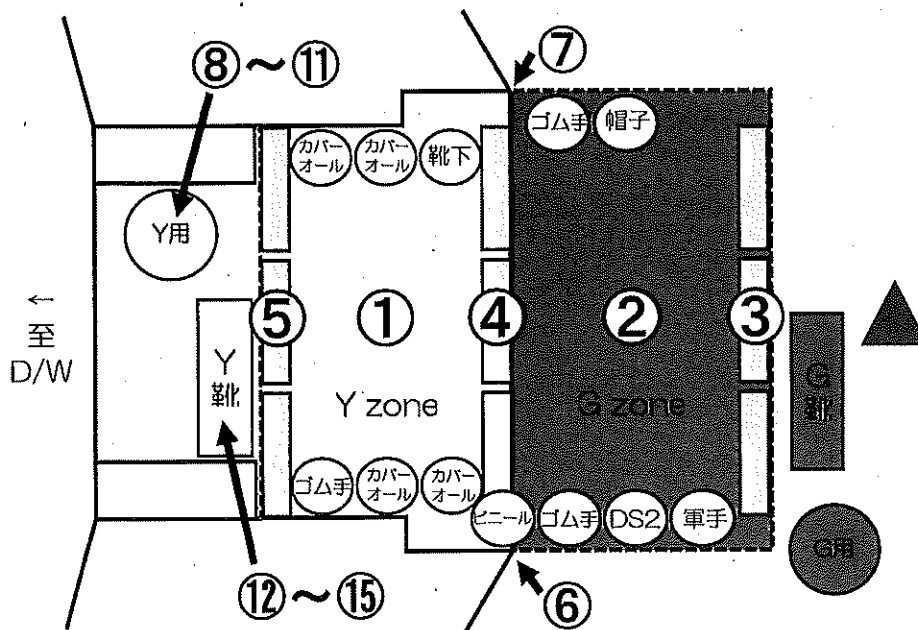 ⑧～⑪
⑦
カバー
オール
カバー
オール
靴下
ゴム手
帽子
Y用
←
至
D/W
⑤
①
④
②
③
Y
靴
Y zone
G zone
G
靴
ゴム手
カバー
オール
カバー
オール
ビニール
ゴム手
DS2
軍手
G用
⑫～⑮
⑥